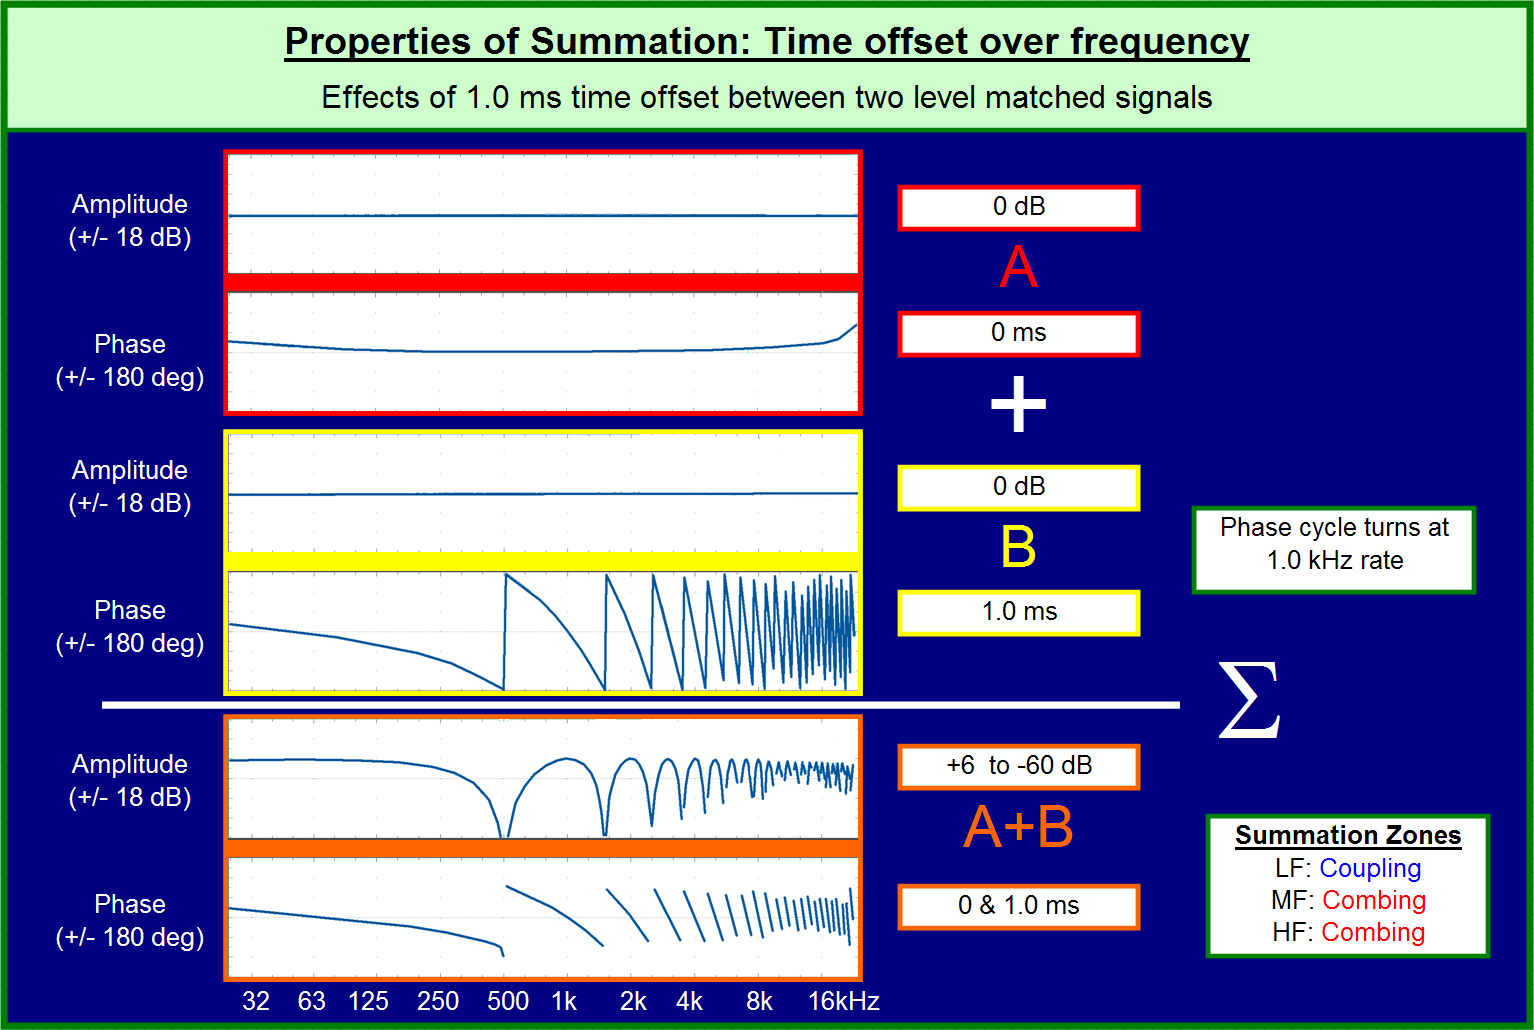 Properties of Summation: Time offset over frequency
Effects of 1.0 ms time offset between two level matched signals
Amplitude
(+/- 18 dB)
0 dB
A
Phase
(+/- 180 deg)
0 ms
+
Amplitude
(+/- 18 dB)
0 dB
B
Phase cycle turns at
1.0 kHz rate
Phase
(+/- 180 deg)
1.0 ms
Σ
Amplitude
(+/- 18 dB)
+6 to -60 dB
A+B
Phase
(+/- 180 deg)
0 & 1.0 ms
Summation Zones
LF: Coupling
MF: Combing
HF: Combing
32 63 125 250 500 1k 2k 4k 8k 16kHz